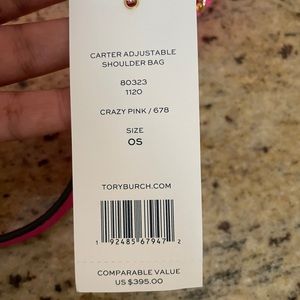 CARTER ADJUSTABLE
SHOULDER BAG
80323
1120
CRAZY PINK / 678
SIZE
OS
TORYBURCH.COM
1 92485 67947 2
COMPARABLE VALUE
US $395.00